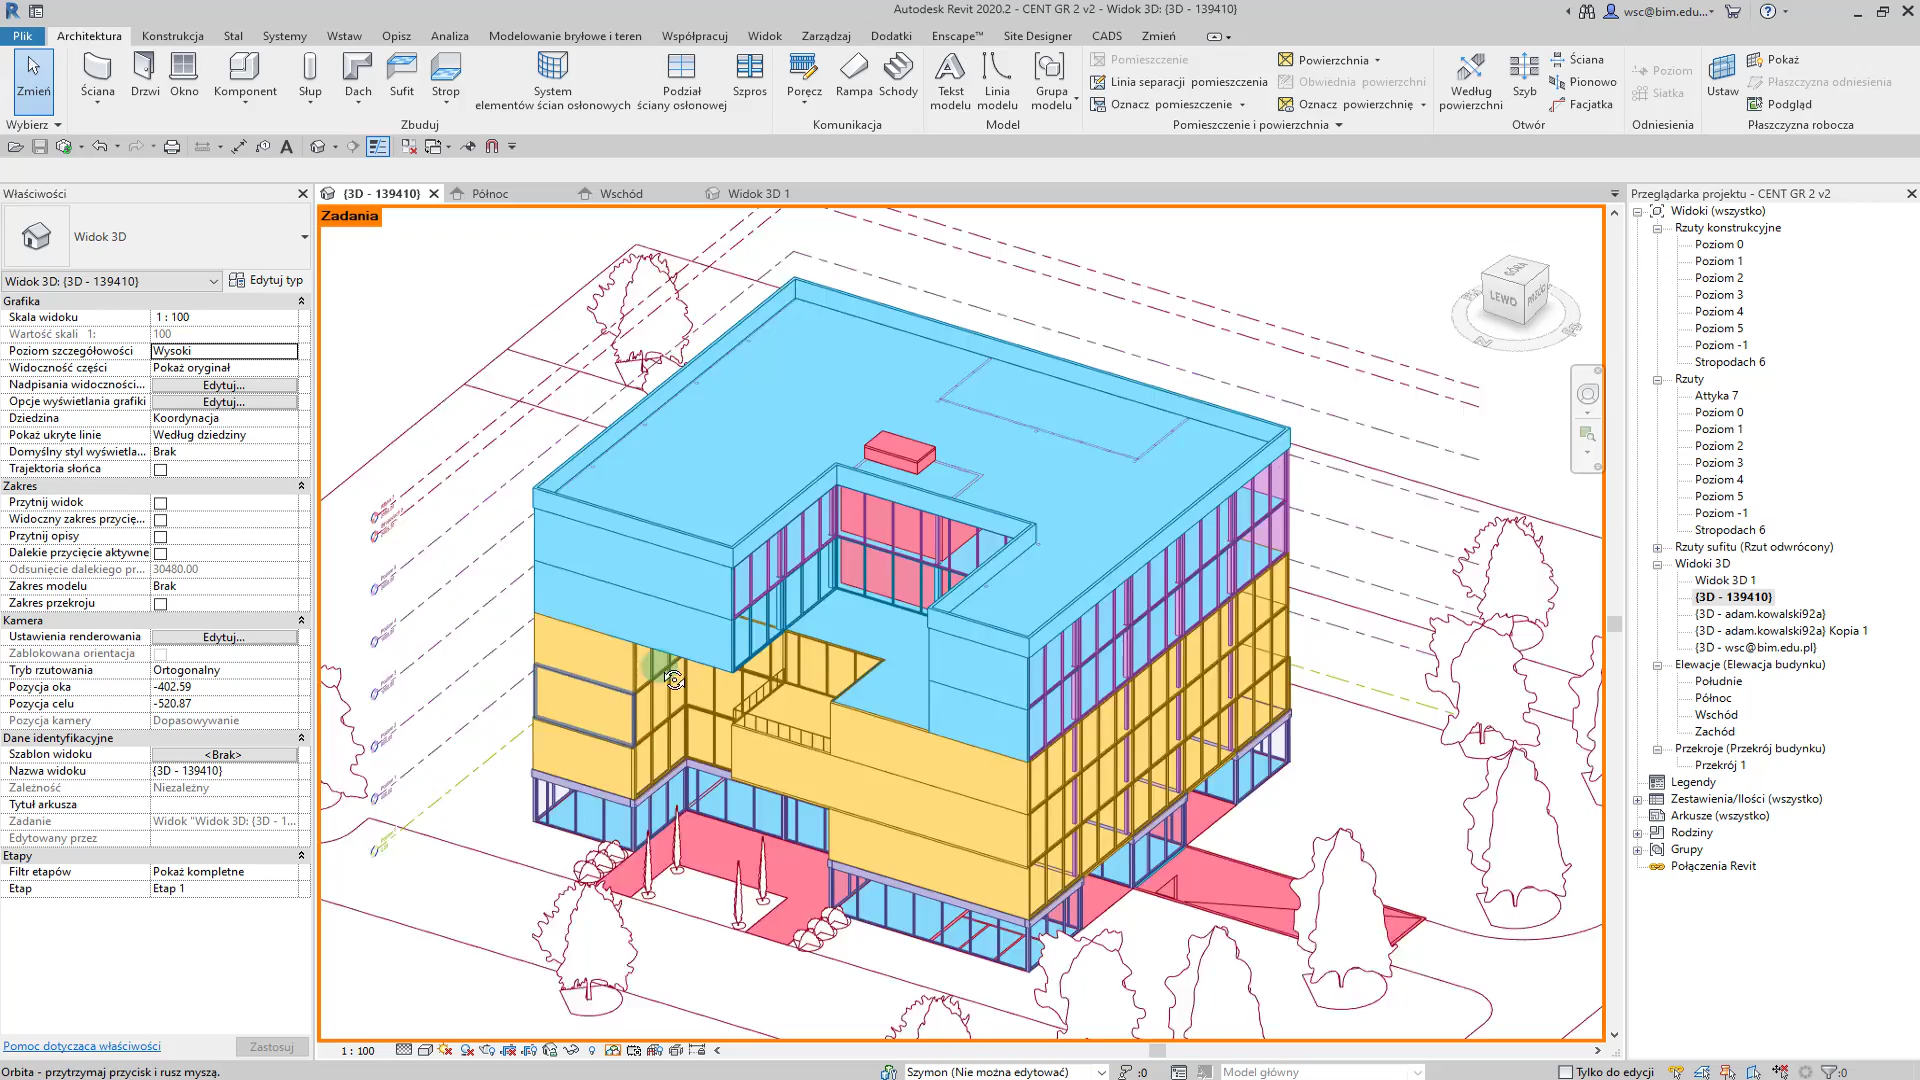 Autodesk Revit 2020.2 - CENT GR 2 v2 - Widok 3D: {3D - 139410}
wsc@bim.edu...
Plik Architektura Konstrukcja Stal Systemy Wstaw Opisz Analiza Modelowanie bryłowe i teren Współpracuj Widok Zarządzaj Dodatki Enscape™ Site Designer CADS Zmień
Zmień Ściana Drzwi Okno Komponent Słup Dach Sufit Strop
System elementów ścian osłonowych
Podział ściany osłonowej
Szpros
Poręcz Rampa Schody
Tekst modelu
Linia modelu
Grupa modelu
Pomieszczenie
Linia separacji pomieszczenia
Oznacz pomieszczenie
Powierzchnia
Obwiednia powierzchni
Oznacz powierzchnię
Według powierzchni
Szyb
Ściana
Pionowo
Facjatka
Poziom
Siatka
Ustaw
Pokaż
Płaszczyzna odniesienia
Podgląd
Wybierz Zbuduj Komunikacja Model Pomieszczenie i powierzchnia Otwór Odniesienia Płaszczyzna robocza
Właściwości
{3D - 139410} Północ Wschód Widok 3D 1
Zadania
Widok 3D
Widok 3D: {3D - 139410} Edytuj typ
Grafika
Skala widoku 1 : 100
Wartość skali 1: 100
Poziom szczegółowości Wysoki
Widoczność części Pokaż oryginał
Nadpisania widoczności... Edytuj...
Opcje wyświetlania grafiki Edytuj...
Dziedzina Koordynacja
Pokaż ukryte linie Według dziedziny
Domyślny styl wyświetla... Brak
Trajektoria słońca
Zakres
Przytnij widok
Widoczny zakres przycię...
Przytnij opisy
Dalekie przycięcie aktywne
Odsunięcie dalekiego pr... 30480.00
Zakres modelu Brak
Zakres przekroju
Kamera
Ustawienia renderowania Edytuj...
Zablokowana orientacja
Tryb rzutowania Ortogonalny
Pozycja oka -402.59
Pozycja celu -520.87
Pozycja kamery Dopasowywanie
Dane identyfikacyjne
Szablon widoku <Brak>
Nazwa widoku {3D - 139410}
Zależność Niezależny
Tytuł arkusza
Zadanie Widok "Widok 3D: {3D - 1...
Edytowany przez
Etapy
Filtr etapów Pokaż kompletne
Etap Etap 1
Pomoc dotycząca właściwości Zastosuj
GÓRA
LEWO PRZÓD
Przeglądarka projektu - CENT GR 2 v2
Widoki (wszystko)
Rzuty konstrukcyjne
Poziom 0
Poziom 1
Poziom 2
Poziom 3
Poziom 4
Poziom 5
Poziom -1
Stropodach 6
Rzuty
Attyka 7
Poziom 0
Poziom 1
Poziom 2
Poziom 3
Poziom 4
Poziom 5
Poziom -1
Stropodach 6
Rzuty sufitu (Rzut odwrócony)
Widoki 3D
Widok 3D 1
{3D - 139410}
{3D - adam.kowalski92a}
{3D - adam.kowalski92a} Kopia 1
{3D - wsc@bim.edu.pl}
Elewacje (Elewacja budynku)
Południe
Północ
Wschód
Zachód
Przekroje (Przekrój budynku)
Przekrój 1
Legendy
Zestawienia/Ilości (wszystko)
Arkusze (wszystko)
Rodziny
Grupy
Połączenia Revit
1 : 100
Orbita - przytrzymaj przycisk i rusz myszą.
Szymon (Nie można edytować) :0 Model główny Tylko do edycji :0